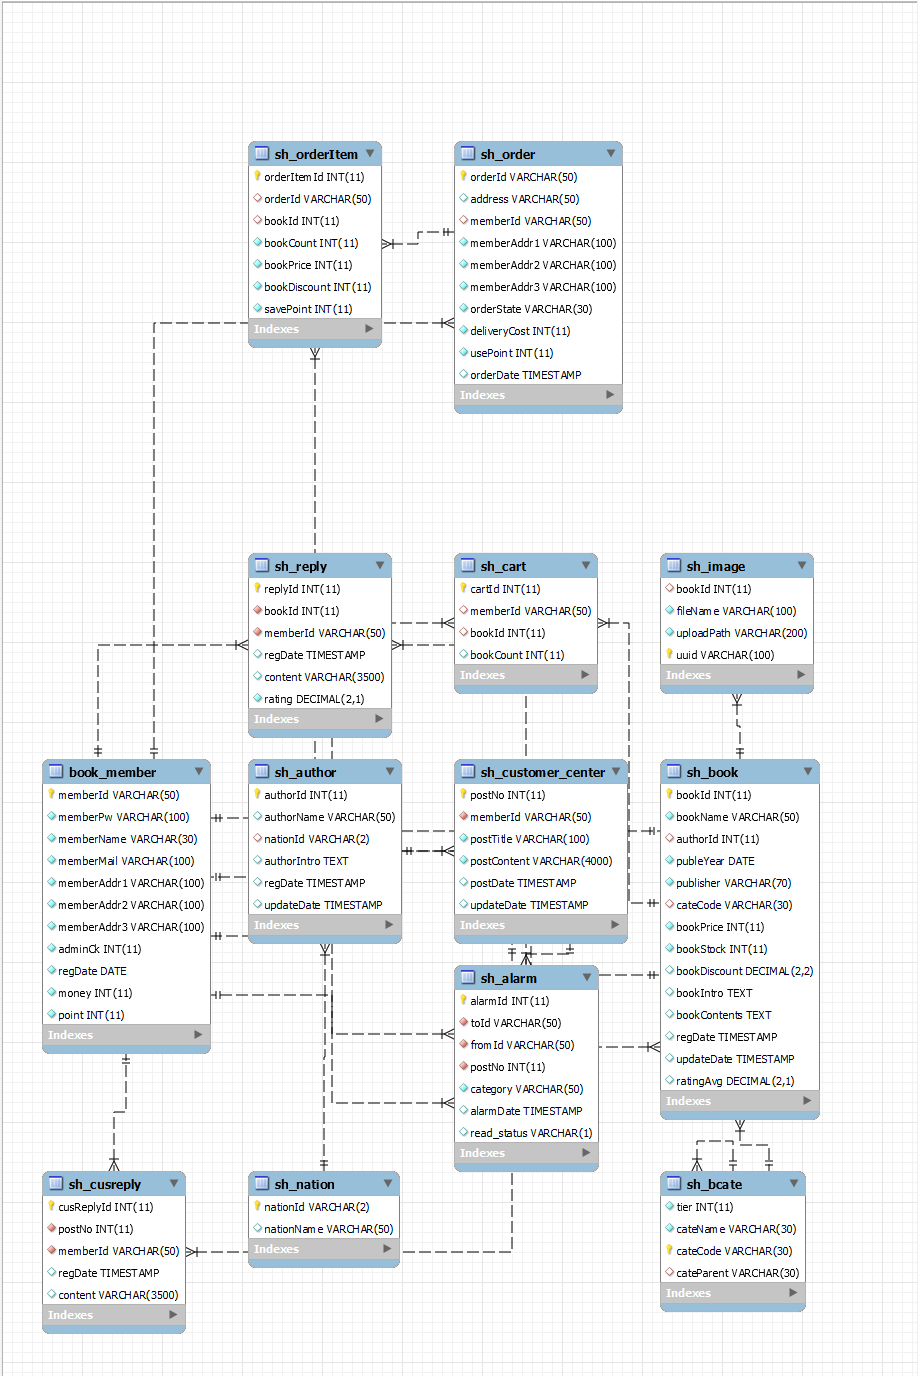 sh_orderItem
orderItemId INT(11)
orderId VARCHAR(50)
bookId INT(11)
bookCount INT(11)
bookPrice INT(11)
bookDiscount INT(11)
savePoint INT(11)
Indexes
sh_order
orderId VARCHAR(50)
address VARCHAR(50)
memberId VARCHAR(50)
memberAddr1 VARCHAR(100)
memberAddr2 VARCHAR(100)
memberAddr3 VARCHAR(100)
orderState VARCHAR(30)
deliveryCost INT(11)
usePoint INT(11)
orderDate TIMESTAMP
Indexes
sh_reply
replyId INT(11)
bookId INT(11)
memberId VARCHAR(50)
regDate TIMESTAMP
content VARCHAR(3500)
rating DECIMAL(2,1)
Indexes
sh_cart
cartId INT(11)
memberId VARCHAR(50)
bookId INT(11)
bookCount INT(11)
Indexes
sh_image
bookId INT(11)
fileName VARCHAR(100)
uploadPath VARCHAR(200)
uuid VARCHAR(100)
Indexes
book_member
memberId VARCHAR(50)
memberPw VARCHAR(100)
memberName VARCHAR(30)
memberMail VARCHAR(100)
memberAddr1 VARCHAR(100)
memberAddr2 VARCHAR(100)
memberAddr3 VARCHAR(100)
adminCk INT(11)
regDate DATE
money INT(11)
point INT(11)
Indexes
sh_author
authorId INT(11)
authorName VARCHAR(50)
nationId VARCHAR(2)
authorIntro TEXT
regDate TIMESTAMP
updateDate TIMESTAMP
Indexes
sh_customer_center
postNo INT(11)
memberId VARCHAR(50)
postTitle VARCHAR(100)
postContent VARCHAR(4000)
postDate TIMESTAMP
updateDate TIMESTAMP
Indexes
sh_book
bookId INT(11)
bookName VARCHAR(50)
authorId INT(11)
publeYear DATE
publisher VARCHAR(70)
cateCode VARCHAR(30)
bookPrice INT(11)
bookStock INT(11)
bookDiscount DECIMAL(2,2)
bookIntro TEXT
bookContents TEXT
regDate TIMESTAMP
updateDate TIMESTAMP
ratingAvg DECIMAL(2,1)
Indexes
sh_alarm
alarmId INT(11)
toId VARCHAR(50)
fromId VARCHAR(50)
postNo INT(11)
category VARCHAR(50)
alarmDate TIMESTAMP
read_status VARCHAR(1)
Indexes
sh_cusreply
cusReplyId INT(11)
postNo INT(11)
memberId VARCHAR(50)
regDate TIMESTAMP
content VARCHAR(3500)
Indexes
sh_nation
nationId VARCHAR(2)
nationName VARCHAR(50)
Indexes
sh_bcate
tier INT(11)
cateName VARCHAR(30)
cateCode VARCHAR(30)
cateParent VARCHAR(30)
Indexes